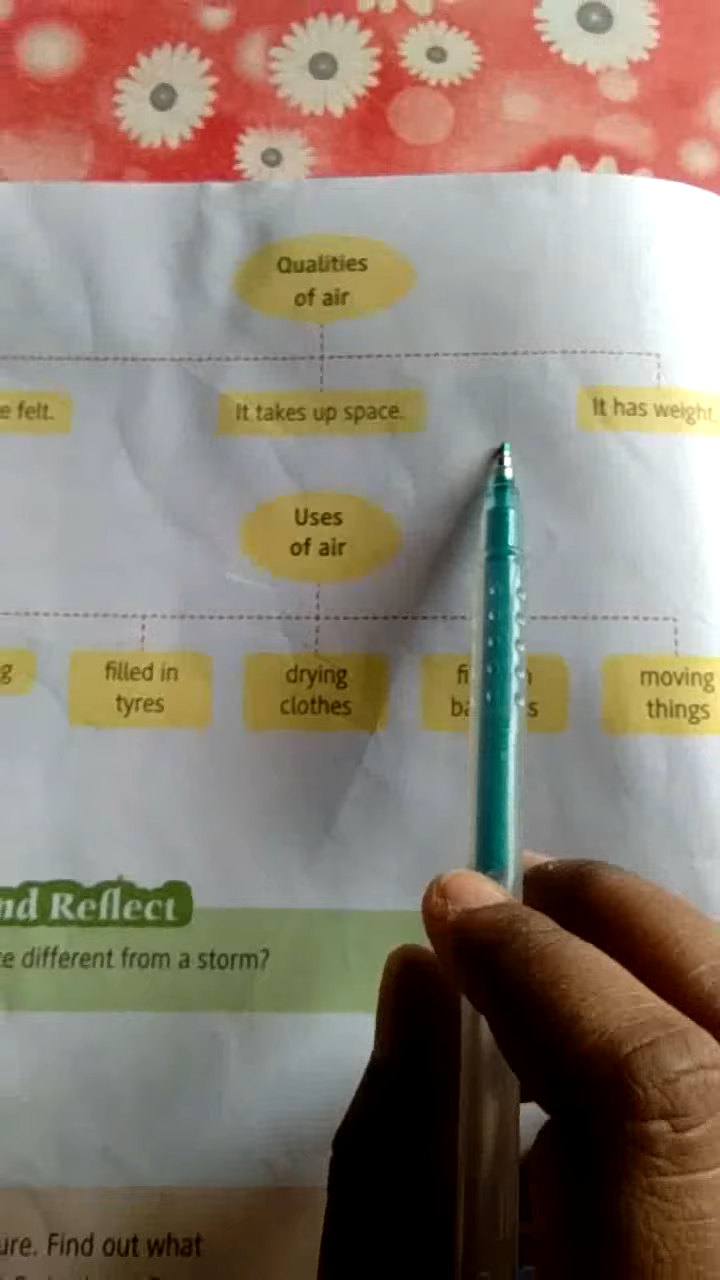 Qualities
of air
e felt.
It takes up space.
It has weight.
Uses
of air
g
filled in
tyres
drying
clothes
moving
things
nd Reflect
e different from a storm?
ure. Find out what